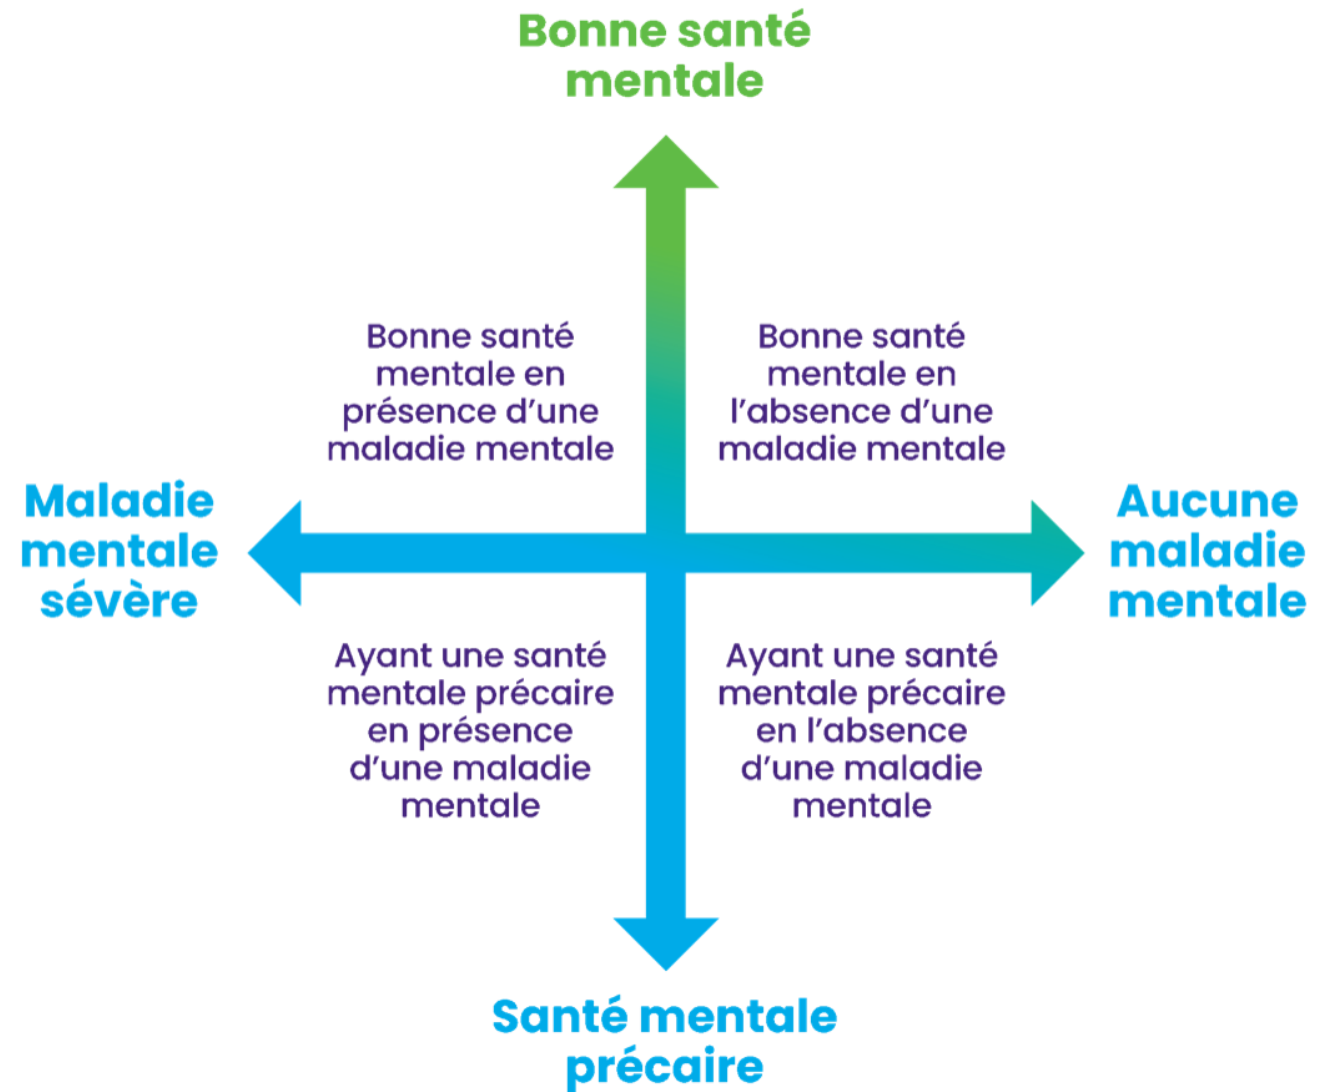 Bonne santé
mentale
Bonne santé
mentale en
présence d'une
maladie mentale
Bonne santé
mentale en
l'absence d'une
maladie mentale
Maladie
mentale
sévère
Aucune
maladie
mentale
Ayant une santé
mentale précaire
en présence
d'une maladie
mentale
Ayant une santé
mentale précaire
en l'absence
d'une maladie
mentale
Santé mentale
précaire